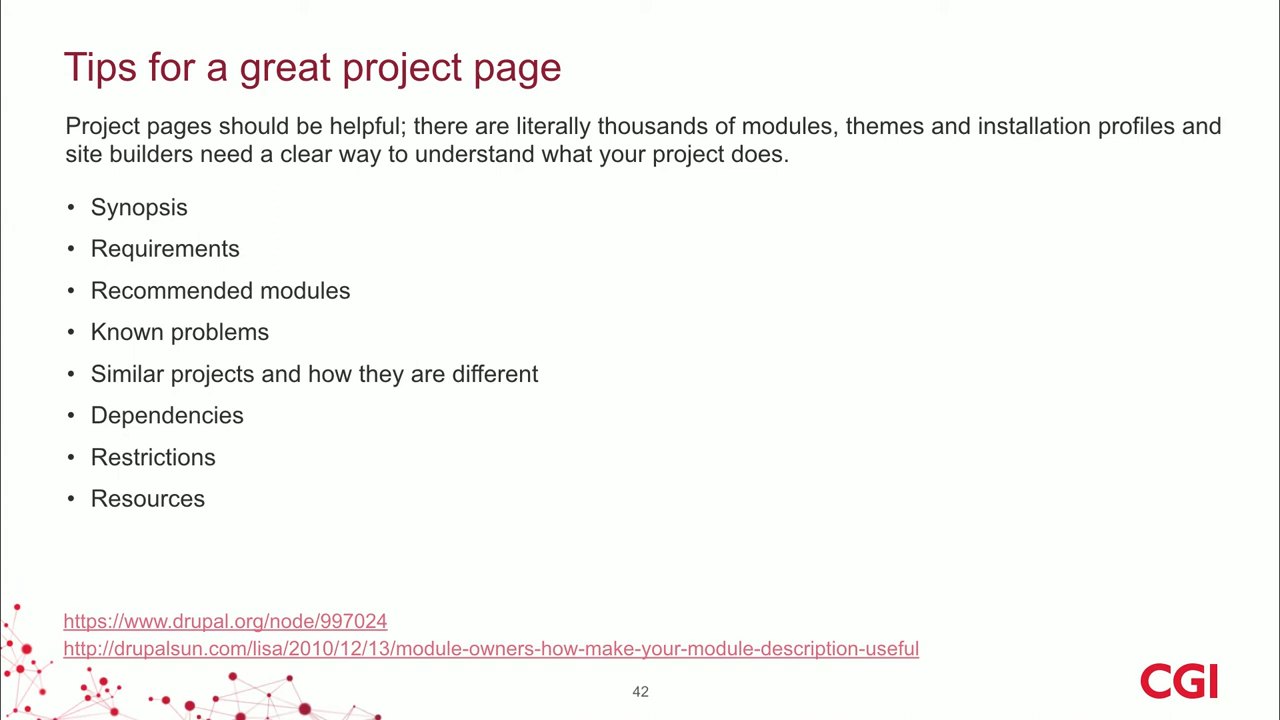 Tips for a great project page
Project pages should be helpful; there are literally thousands of modules, themes and installation profiles and
site builders need a clear way to understand what your project does.
• Synopsis
• Requirements
• Recommended modules
• Known problems
• Similar projects and how they are different
• Dependencies
• Restrictions
• Resources
https://www.drupal.org/node/997024
http://drupalsun.com/lisa/2010/12/13/module-owners-how-make-your-module-description-useful
42
CGI